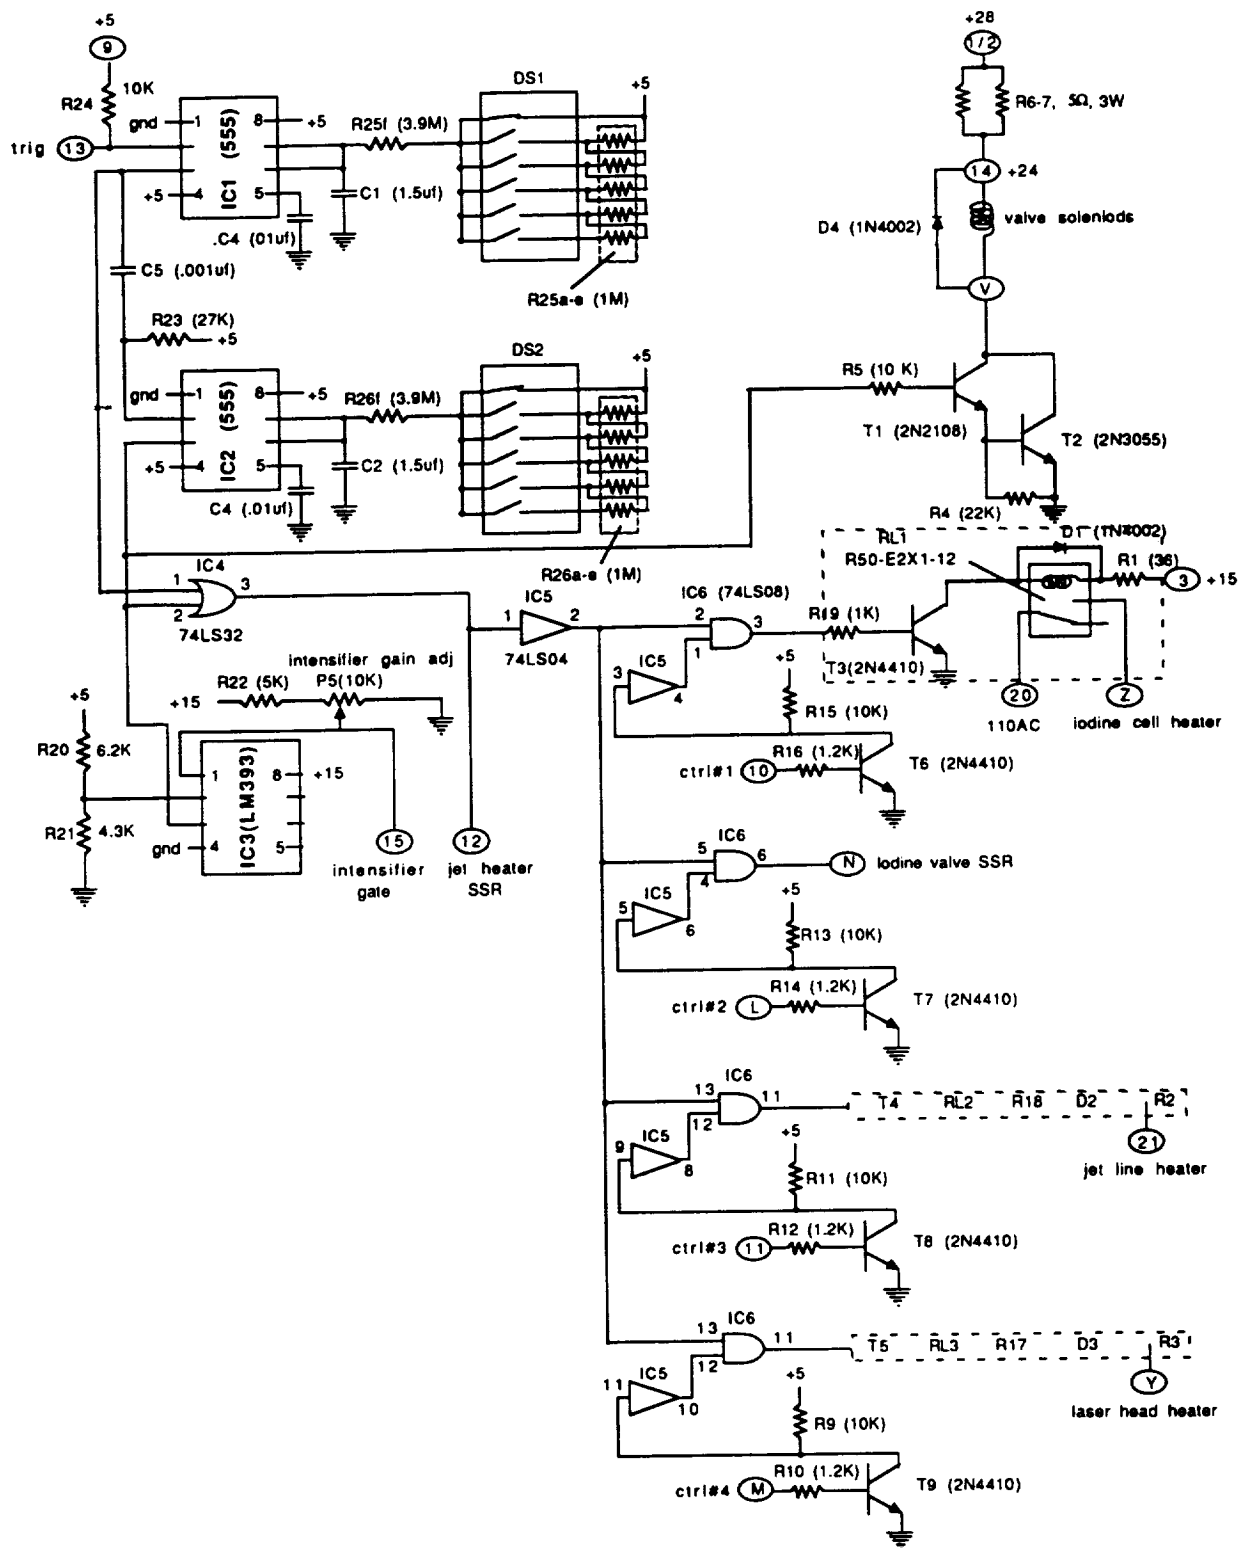 +5
9
R24
10K
trig 13
gnd 1
8 +5
+5 4
5
IC1 (555)
R25f (3.9M)
C1 (1.5uf)
.C4 (01uf)
DS1
+5
R25a-e (1M)
+28
1/2
R6-7, 5Ω, 3W
14 +24
valve soleniods
D4 (1N4002)
V
C5 (.001uf)
R23 (27K)
+5
gnd 1
8 +5
+5 4
5
IC2 (555)
R26f (3.9M)
C2 (1.5uf)
C4 (.01uf)
DS2
+5
R26a-e (1M)
R5 (10 K)
T1 (2N2108)
T2 (2N3055)
R4 (22K)
IC4
1
2
3
74LS32
IC5
1
2
74LS04
IC6 (74LS08)
2
1
3
IC5
3
4
RL1
R50-E2X1-12
D1 (1N4002)
R1 (36)
3 +15
R19 (1K)
T3(2N4410)
20
110AC
Z
iodine cell heater
+5
R15 (10K)
R16 (1.2K)
ctrl#1 10
T6 (2N4410)
intensifier gain adj
+15
R22 (5K)
P5(10K)
+5
R20 6.2K
R21 4.3K
1
8 +15
gnd 4
5
IC3(LM393)
15
intensifier
gate
12
jet heater
SSR
IC6
5
4
6
N Iodine valve SSR
IC5
5
6
+5
R13 (10K)
R14 (1.2K)
ctrl#2 L
T7 (2N4410)
IC6
13
12
11
T4 RL2 R18 D2 R2
21
jet line heater
IC5
9
8
+5
R11 (10K)
R12 (1.2K)
ctrl#3 11
T8 (2N4410)
IC6
13
12
11
T5 RL3 R17 D3 R3
Y
laser head heater
IC5
11
10
+5
R9 (10K)
R10 (1.2K)
ctrl#4 M
T9 (2N4410)